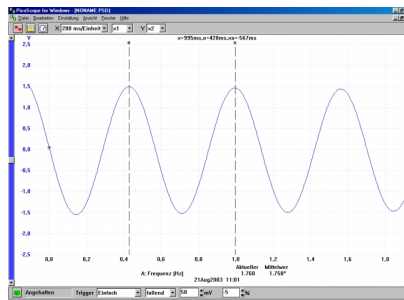 PicoScope for Windows - [NONAME.PSD]
Datei Bearbeiten Einstellung Ansicht Fenster Hilfe
X 200 ms/Einheit x1 Y x2
x=995ms,o=428ms,xo=-567ms
V
2,5
2,0
1,5
1,0
0,5
0,0
-0,5
-1,0
-1,5
-2,0
-2,5
0,0 0,2 0,4 0,6 0,8 1,0 1,2 1,4 1,6 1,8
Aktueller Mittelwer
A: Frequenz (Hz) 1.760 1.758*
21Aug2003 11:01
Angehalten Trigger Einfach fallend 50 mV -5 %